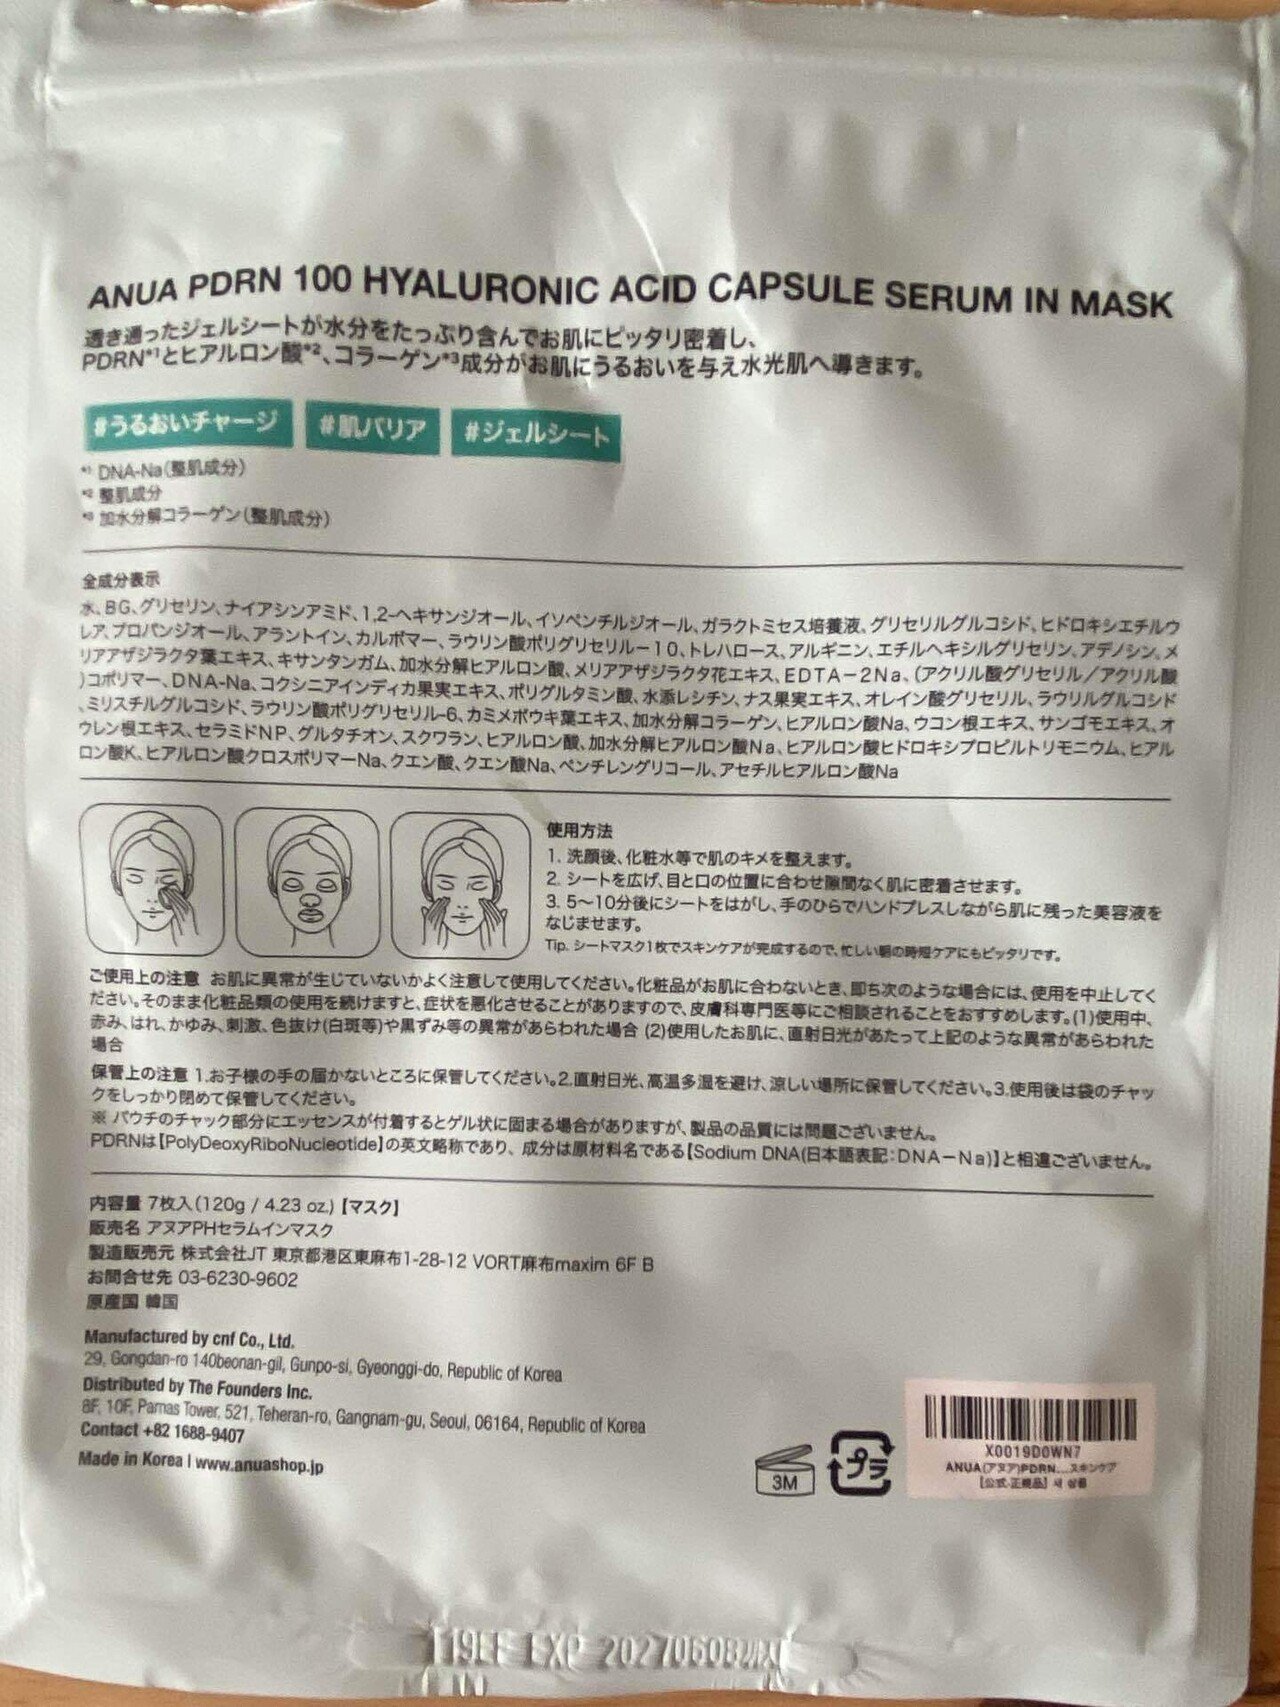 ANUA PDRN 100 HYALURONIC ACID CAPSULE SERUM IN MASK
透き通ったジェルシートが水分をたっぷり含んでお肌にピッタリ密着し、
PDRN*1とヒアルロン酸*2、コラーゲン*3成分がお肌にうるおいを与え水光肌へ導きます。
#うるおいチャージ #肌バリア #ジェルシート
*1 DNA-Na(整肌成分)
*2 整肌成分
*3 加水分解コラーゲン(整肌成分)
全成分表示
水、BG、グリセリン、ナイアシンアミド、1,2-ヘキサンジオール、イソペンチルジオール、ガラクトミセス培養液、グリセリルグルコシド、ヒドロキシエチルウ
レア、プロパンジオール、アラントイン、カルボマー、ラウリン酸ポリグリセリル-10、トレハロース、アルギニン、エチルヘキシルグリセリン、アデノシン、メ
リアアザジラクタ葉エキス、キサンタンガム、加水分解ヒアルロン酸、メリアアザジラクタ花エキス、EDTA-2Na、(アクリル酸グリセリル/アクリル酸
)コポリマー、DNA-Na、コクシニアインディカ果実エキス、ポリグルタミン酸、水添レシチン、ナス果実エキス、オレイン酸グリセリル、ラウリルグルコシド
、ミリスチルグルコシド、ラウリン酸ポリグリセリル-6、カミメボウキ葉エキス、加水分解コラーゲン、ヒアルロン酸Na、ウコン根エキス、サンゴモエキス、オ
ウレン根エキス、セラミドNP、グルタチオン、スクワラン、ヒアルロン酸、加水分解ヒアルロン酸Na、ヒアルロン酸ヒドロキシプロピルトリモニウム、ヒアル
ロン酸K、ヒアルロン酸クロスポリマーNa、クエン酸、クエン酸Na、ペンチレングリコール、アセチルヒアルロン酸Na
使用方法
1. 洗顔後、化粧水等で肌のキメを整えます。
2. シートを広げ、目と口の位置に合わせ隙間なく肌に密着させます。
3. 5〜10分後にシートをはがし、手のひらでハンドプレスしながら肌に残った美容液を
なじませます。
Tip. シートマスク1枚でスキンケアが完成するので、忙しい朝の時短ケアにもピッタリです。
ご使用上の注意 お肌に異常が生じていないかよく注意して使用してください。化粧品がお肌に合わないとき、即ち次のような場合には、使用を中止してく
ださい。そのまま化粧品類の使用を続けますと、症状を悪化させることがありますので、皮膚科専門医等にご相談されることをおすすめします。(1)使用中、
赤み、はれ、かゆみ、刺激、色抜け(白斑等)や黒ずみ等の異常があらわれた場合 (2)使用したお肌に、直射日光があたって上記のような異常があらわれた
場合
保管上の注意 1.お子様の手の届かないところに保管してください。2.直射日光、高温多湿を避け、涼しい場所に保管してください。3.使用後は袋のチャッ
クをしっかり閉めて保管してください。
※ パウチのチャック部分にエッセンスが付着するとゲル状に固まる場合がありますが、製品の品質には問題ございません。
PDRNは【PolyDeoxyRiboNucleotide】の英文略称であり、成分は原材料名である【Sodium DNA(日本語表記:DNA-Na)】と相違ございません。
内容量 7枚入(120g / 4.23 oz.)【マスク】
販売名 アヌアPHセラムインマスク
製造販売元 株式会社JT 東京都港区東麻布1-28-12 VORT麻布maxim 6F B
お問合せ先 03-6230-9602
原産国 韓国
Manufactured by cnf Co., Ltd.
29, Gongdan-ro 140beonan-gil, Gunpo-si, Gyeonggi-do, Republic of Korea
Distributed by The Founders Inc.
8F, 10F, Parnas Tower, 521, Teheran-ro, Gangnam-gu, Seoul, 06164, Republic of Korea
Contact +82 1688-9407
Made in Korea | www.anuashop.jp
3M
プラ
X0019D0WN7
ANUA(アヌア)PDRN...スキンケア
【公式·正規品】 새 상품
EXP 20270608